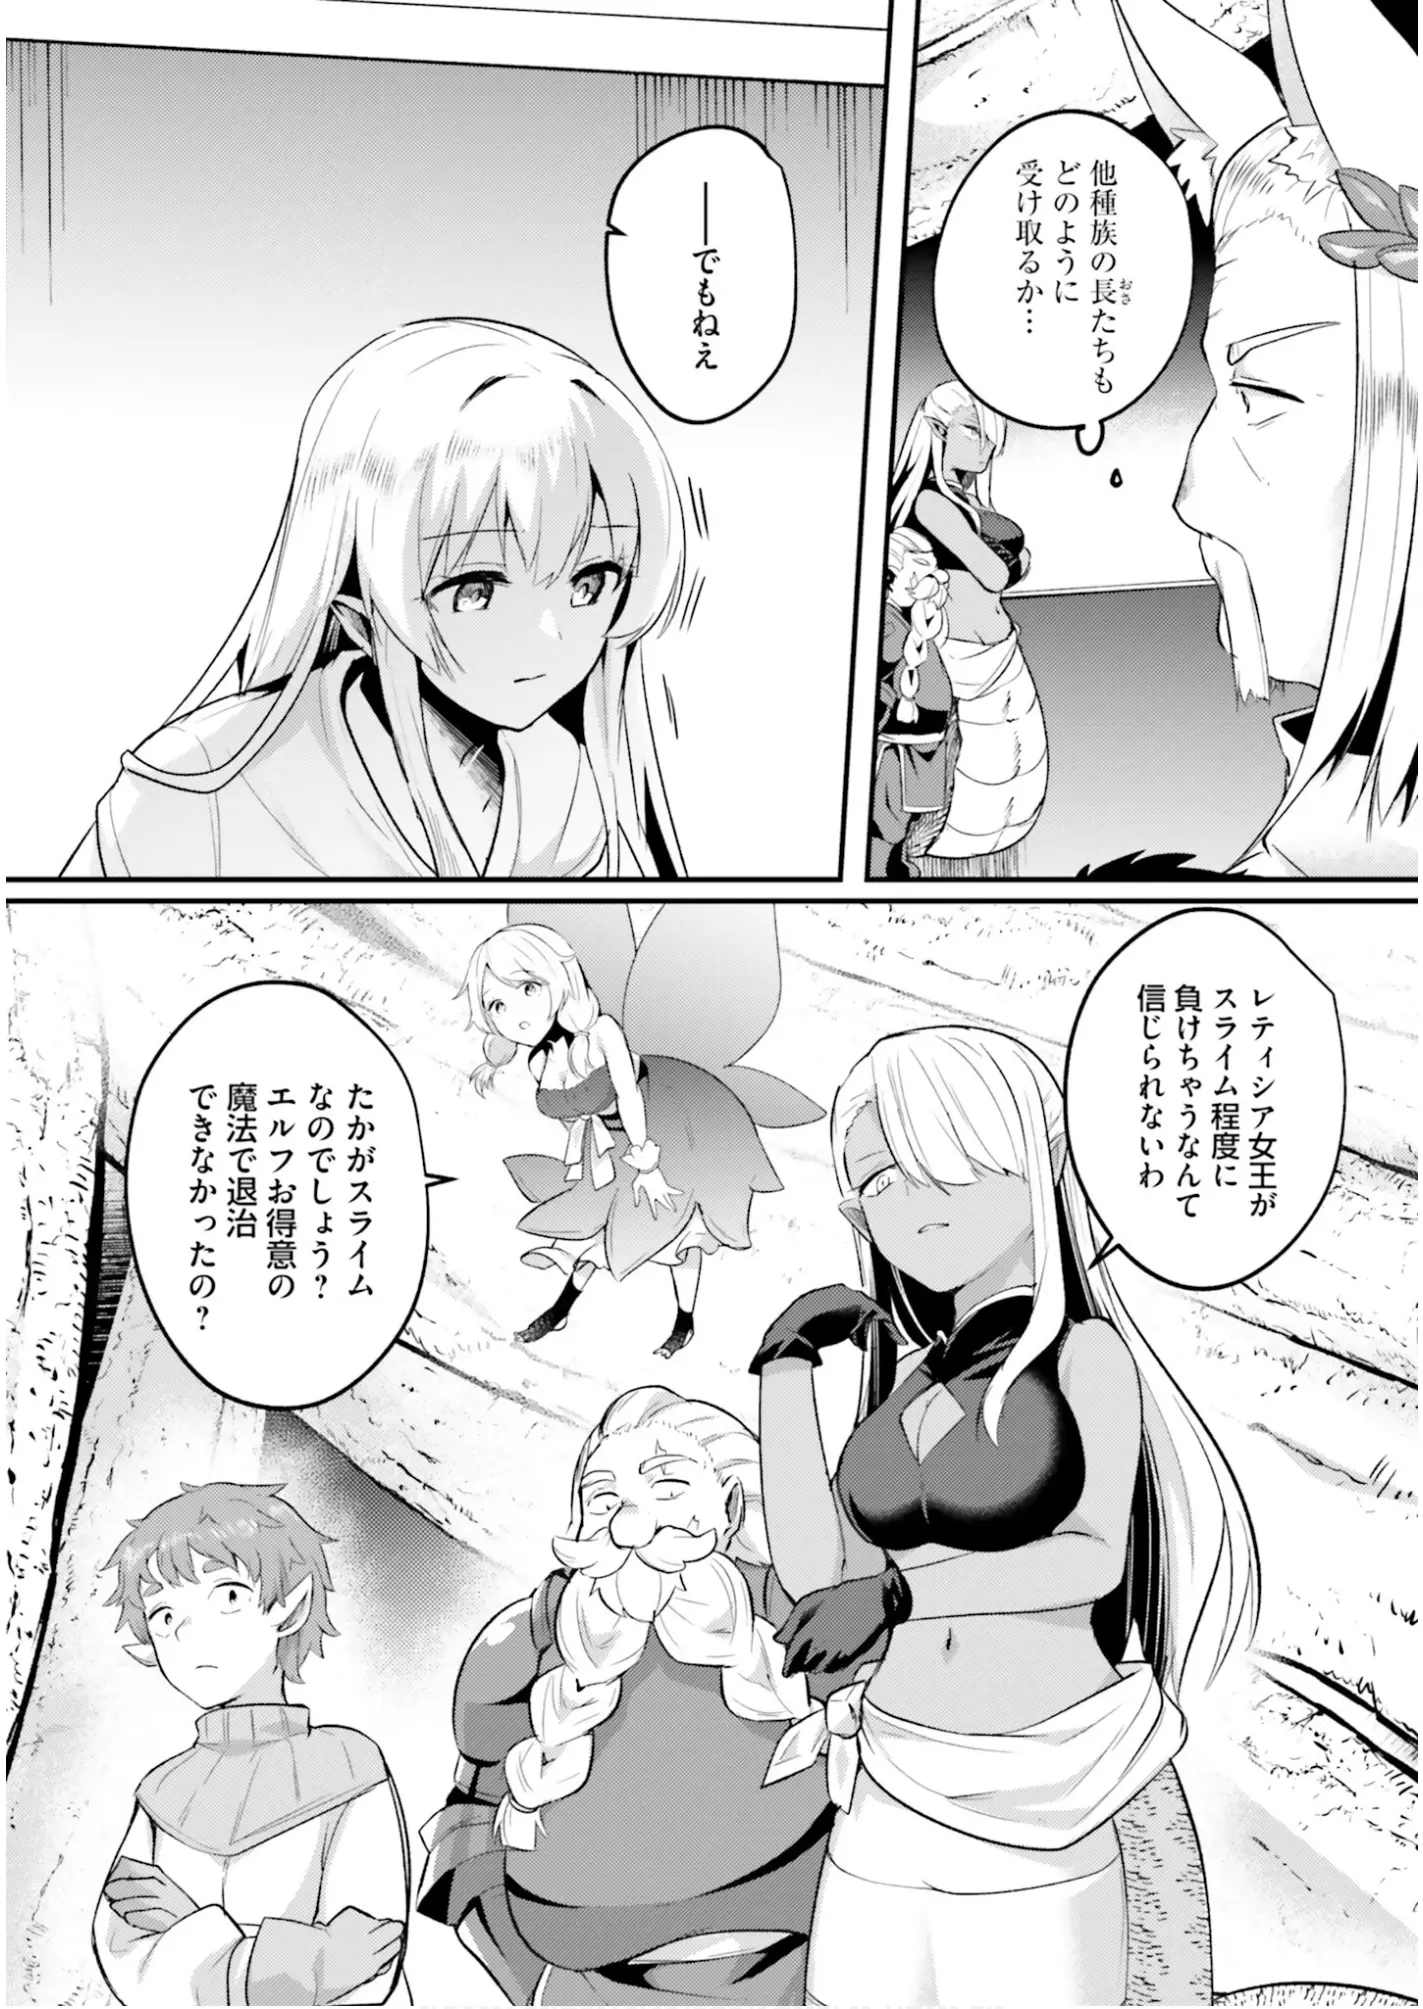 他種族の長たちも
おさ
どのように
受け取るか…
――でもねえ
レティシア女王が
スライム程度に
負けちゃうなんて
信じられないわ
たかがスライム
なのでしょう？
エルフお得意の
魔法で退治
できなかったの？